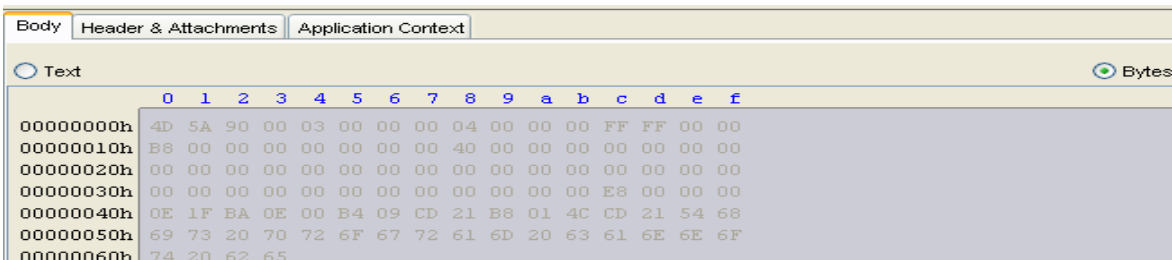 Body Header & Attachments Application Context
Text Bytes
0 1 2 3 4 5 6 7 8 9 a b c d e f
00000000h 4D 5A 90 00 03 00 00 00 04 00 00 00 FF FF 00 00
00000010h B8 00 00 00 00 00 00 00 40 00 00 00 00 00 00 00
00000020h 00 00 00 00 00 00 00 00 00 00 00 00 00 00 00 00
00000030h 00 00 00 00 00 00 00 00 00 00 00 00 E8 00 00 00
00000040h 0E 1F BA 0E 00 B4 09 CD 21 B8 01 4C CD 21 54 68
00000050h 69 73 20 70 72 6F 67 72 61 6D 20 63 61 6E 6E 6F
00000060h 74 20 62 65